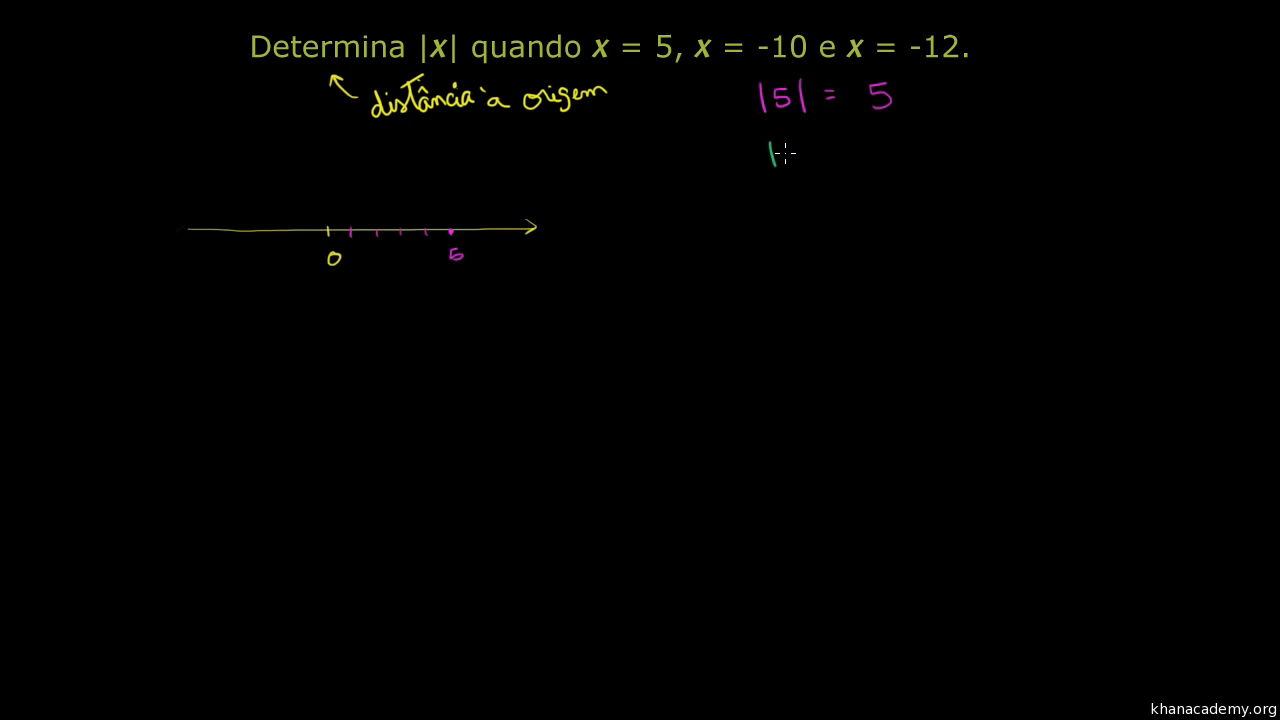 Determina |x| quando x = 5, x = -10 e x = -12.
distância à origem
|5| = 5
|
0 5
khanacademy.org